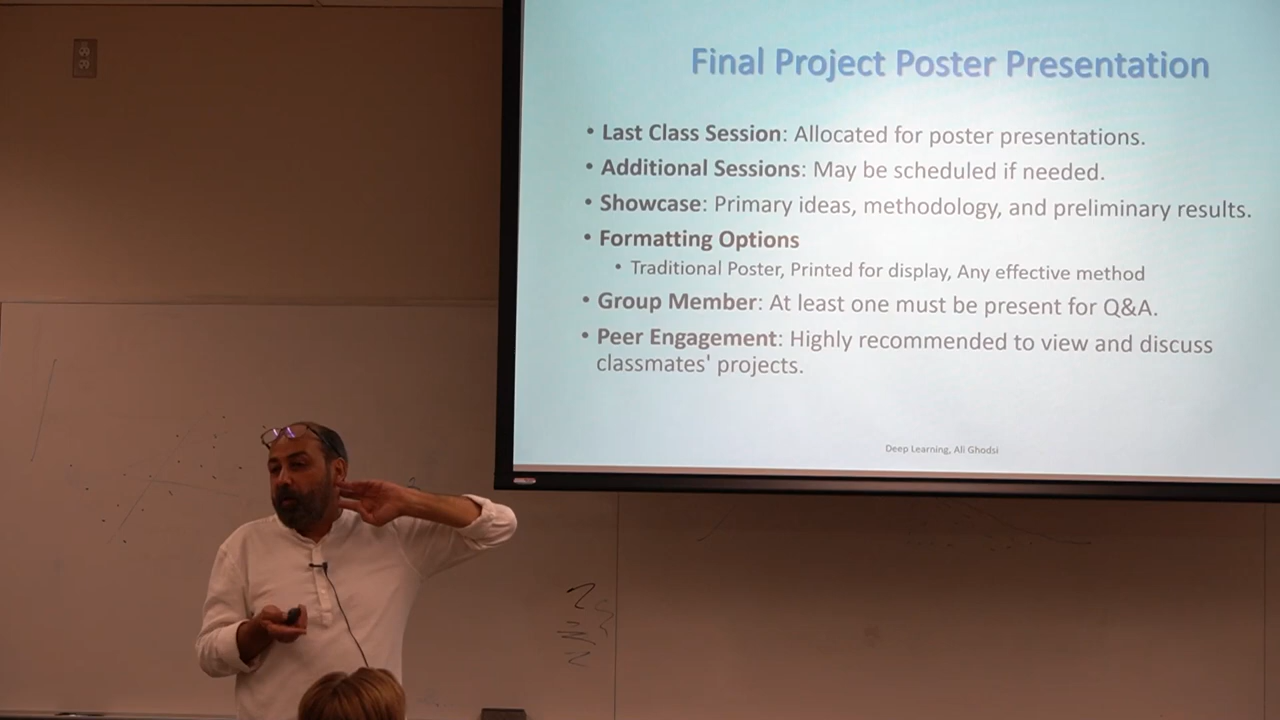 Final Project Poster Presentation
• Last Class Session: Allocated for poster presentations.
• Additional Sessions: May be scheduled if needed.
• Showcase: Primary ideas, methodology, and preliminary results.
• Formatting Options
• Traditional Poster, Printed for display, Any effective method
• Group Member: At least one must be present for Q&A.
• Peer Engagement: Highly recommended to view and discuss
classmates' projects.
Deep Learning, Ali Ghodsi